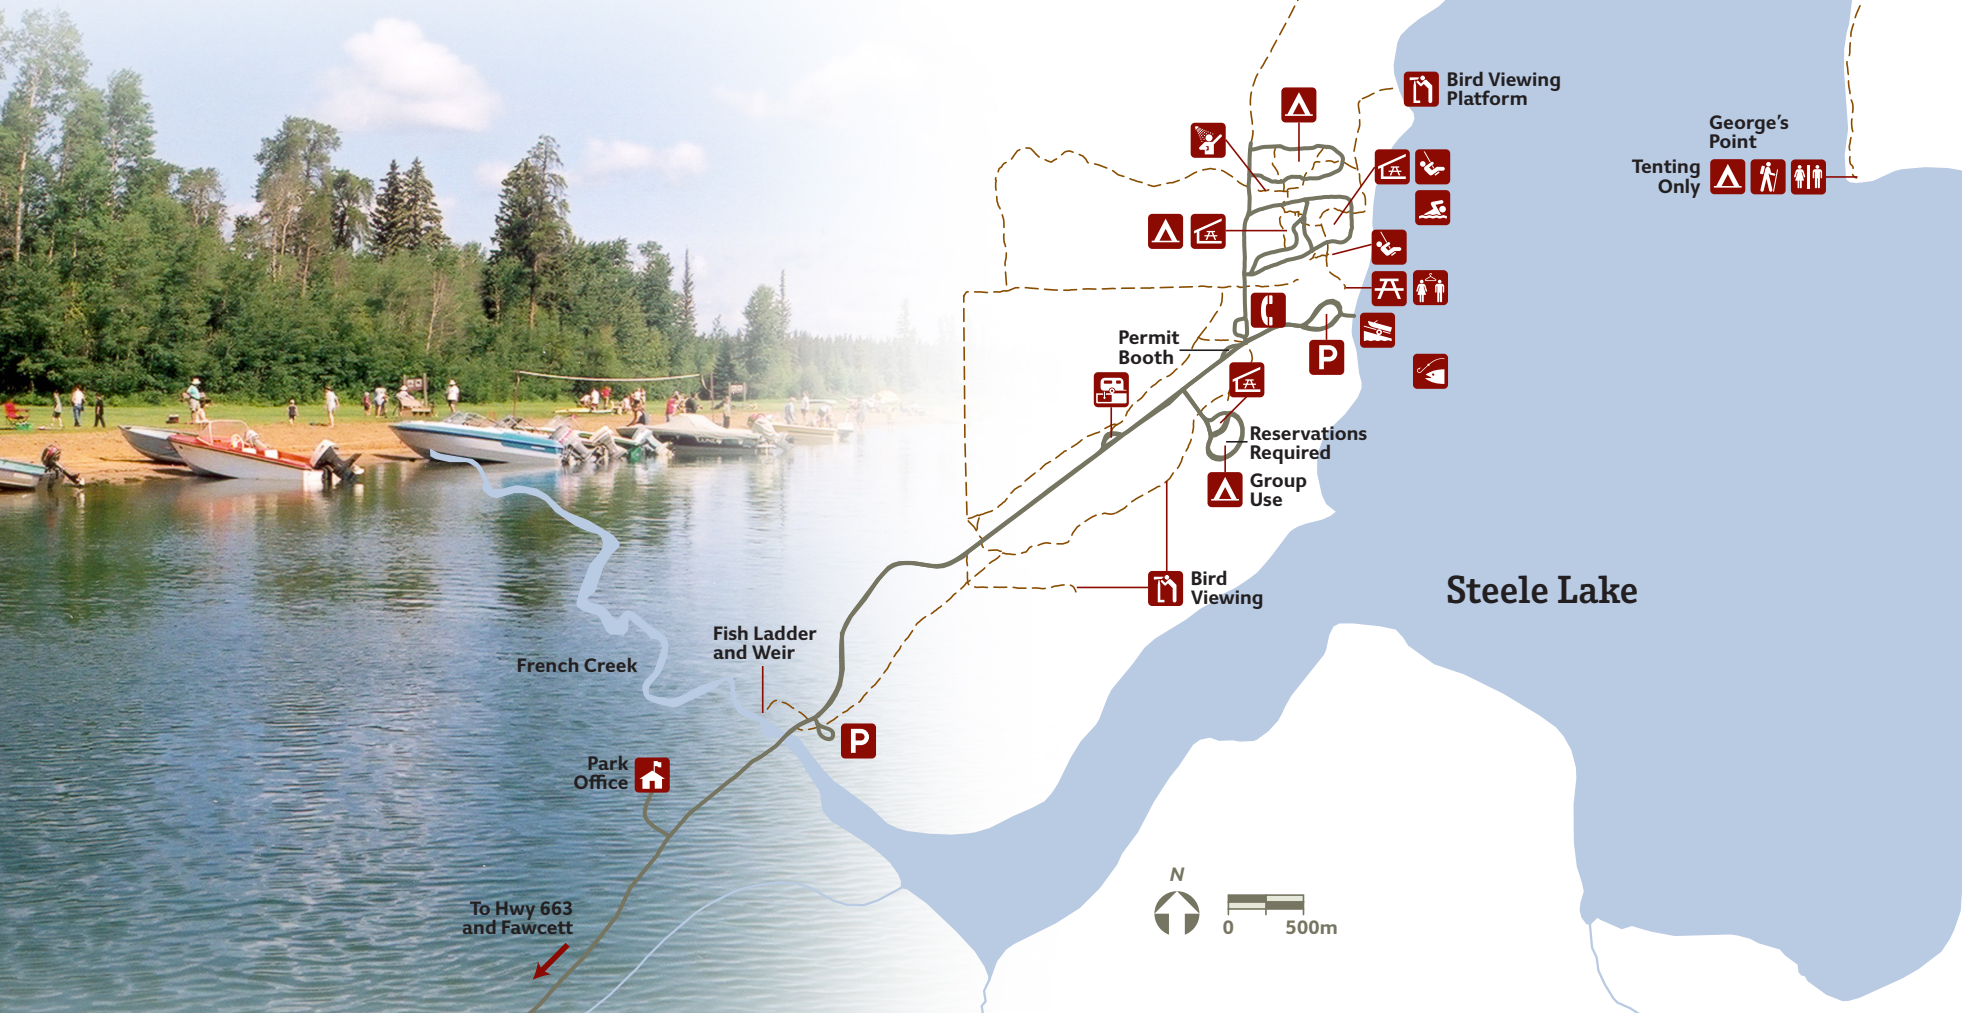 Bird Viewing
Platform
George's
Point
Tenting
Only
Permit
Booth
P
Reservations
Required
Group
Use
Bird
Viewing
Steele Lake
Fish Ladder
and Weir
French Creek
P
Park
Office
N
0 500m
To Hwy 663
and Fawcett